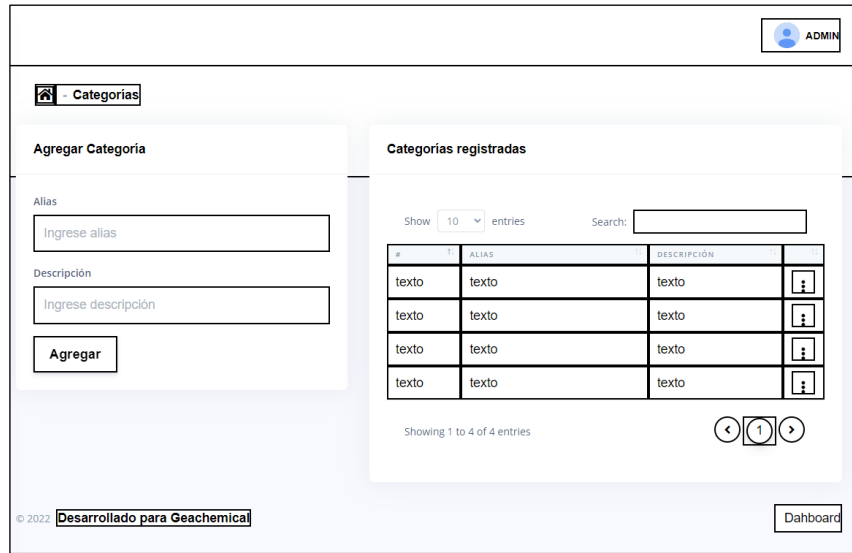 ADMIN
- Categorías
Agregar Categoría
Categorías registradas
Alias
Ingrese alias
Descripción
Ingrese descripción
Agregar
Show 10 entries Search:
# ALIAS DESCRIPCIÓN
texto texto texto
texto texto texto
texto texto texto
texto texto texto
Showing 1 to 4 of 4 entries
1
© 2022 Desarrollado para Geachemical
Dahboard